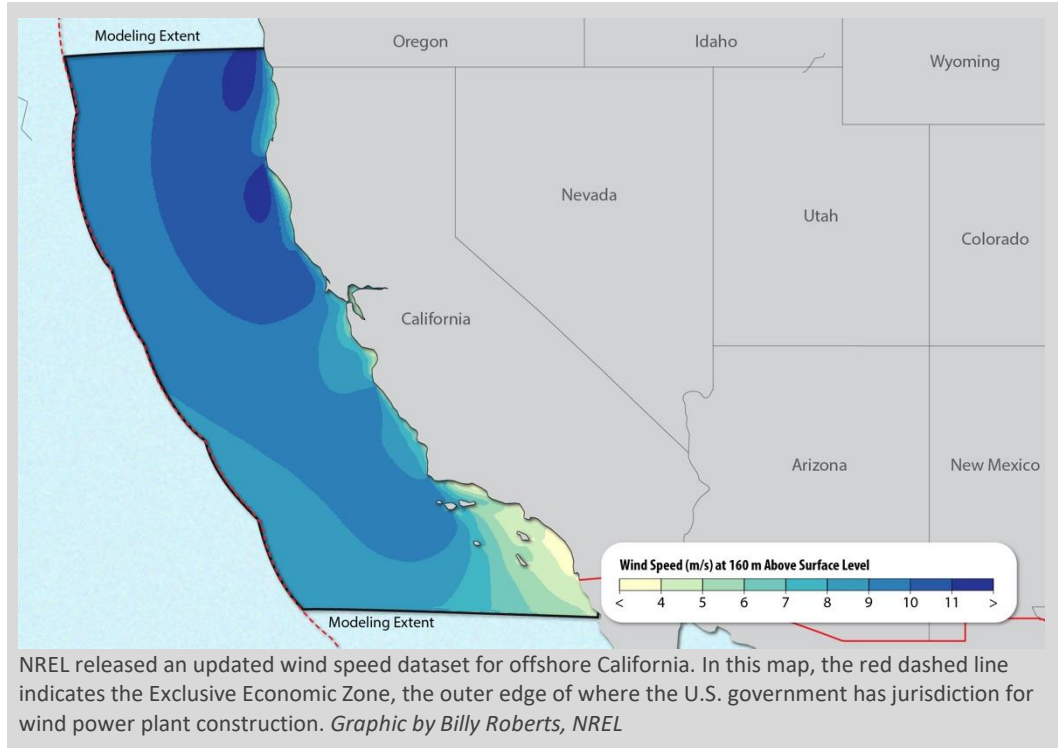 Modeling Extent
Oregon
Idaho
Wyoming
Nevada
Utah
Colorado
California
Arizona
New Mexico
Wind Speed (m/s) at 160 m Above Surface Level
< 4 5 6 7 8 9 10 11 >
Modeling Extent
NREL released an updated wind speed dataset for offshore California. In this map, the red dashed line
indicates the Exclusive Economic Zone, the outer edge of where the U.S. government has jurisdiction for
wind power plant construction. Graphic by Billy Roberts, NREL